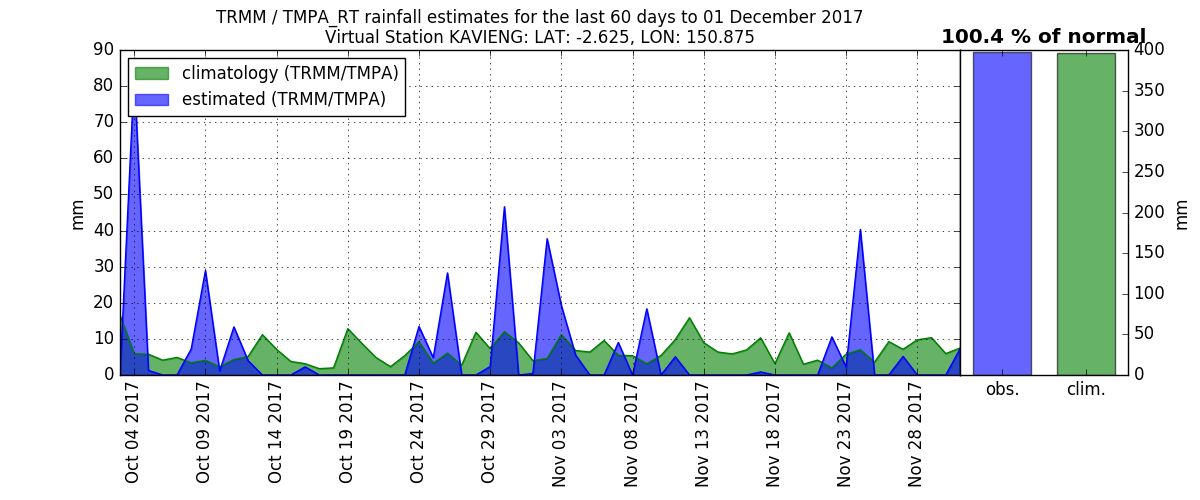 TRMM / TMPA_RT rainfall estimates for the last 60 days to 01 December 2017
Virtual Station KAVIENG: LAT: -2.625, LON: 150.875
100.4 % of normal
climatology (TRMM/TMPA)
estimated (TRMM/TMPA)
90
80
70
60
50
40
30
20
10
0
mm
Oct 04 2017
Oct 09 2017
Oct 14 2017
Oct 19 2017
Oct 24 2017
Oct 29 2017
Nov 03 2017
Nov 08 2017
Nov 13 2017
Nov 18 2017
Nov 23 2017
Nov 28 2017
obs.
clim.
400
350
300
250
200
150
100
50
0
mm